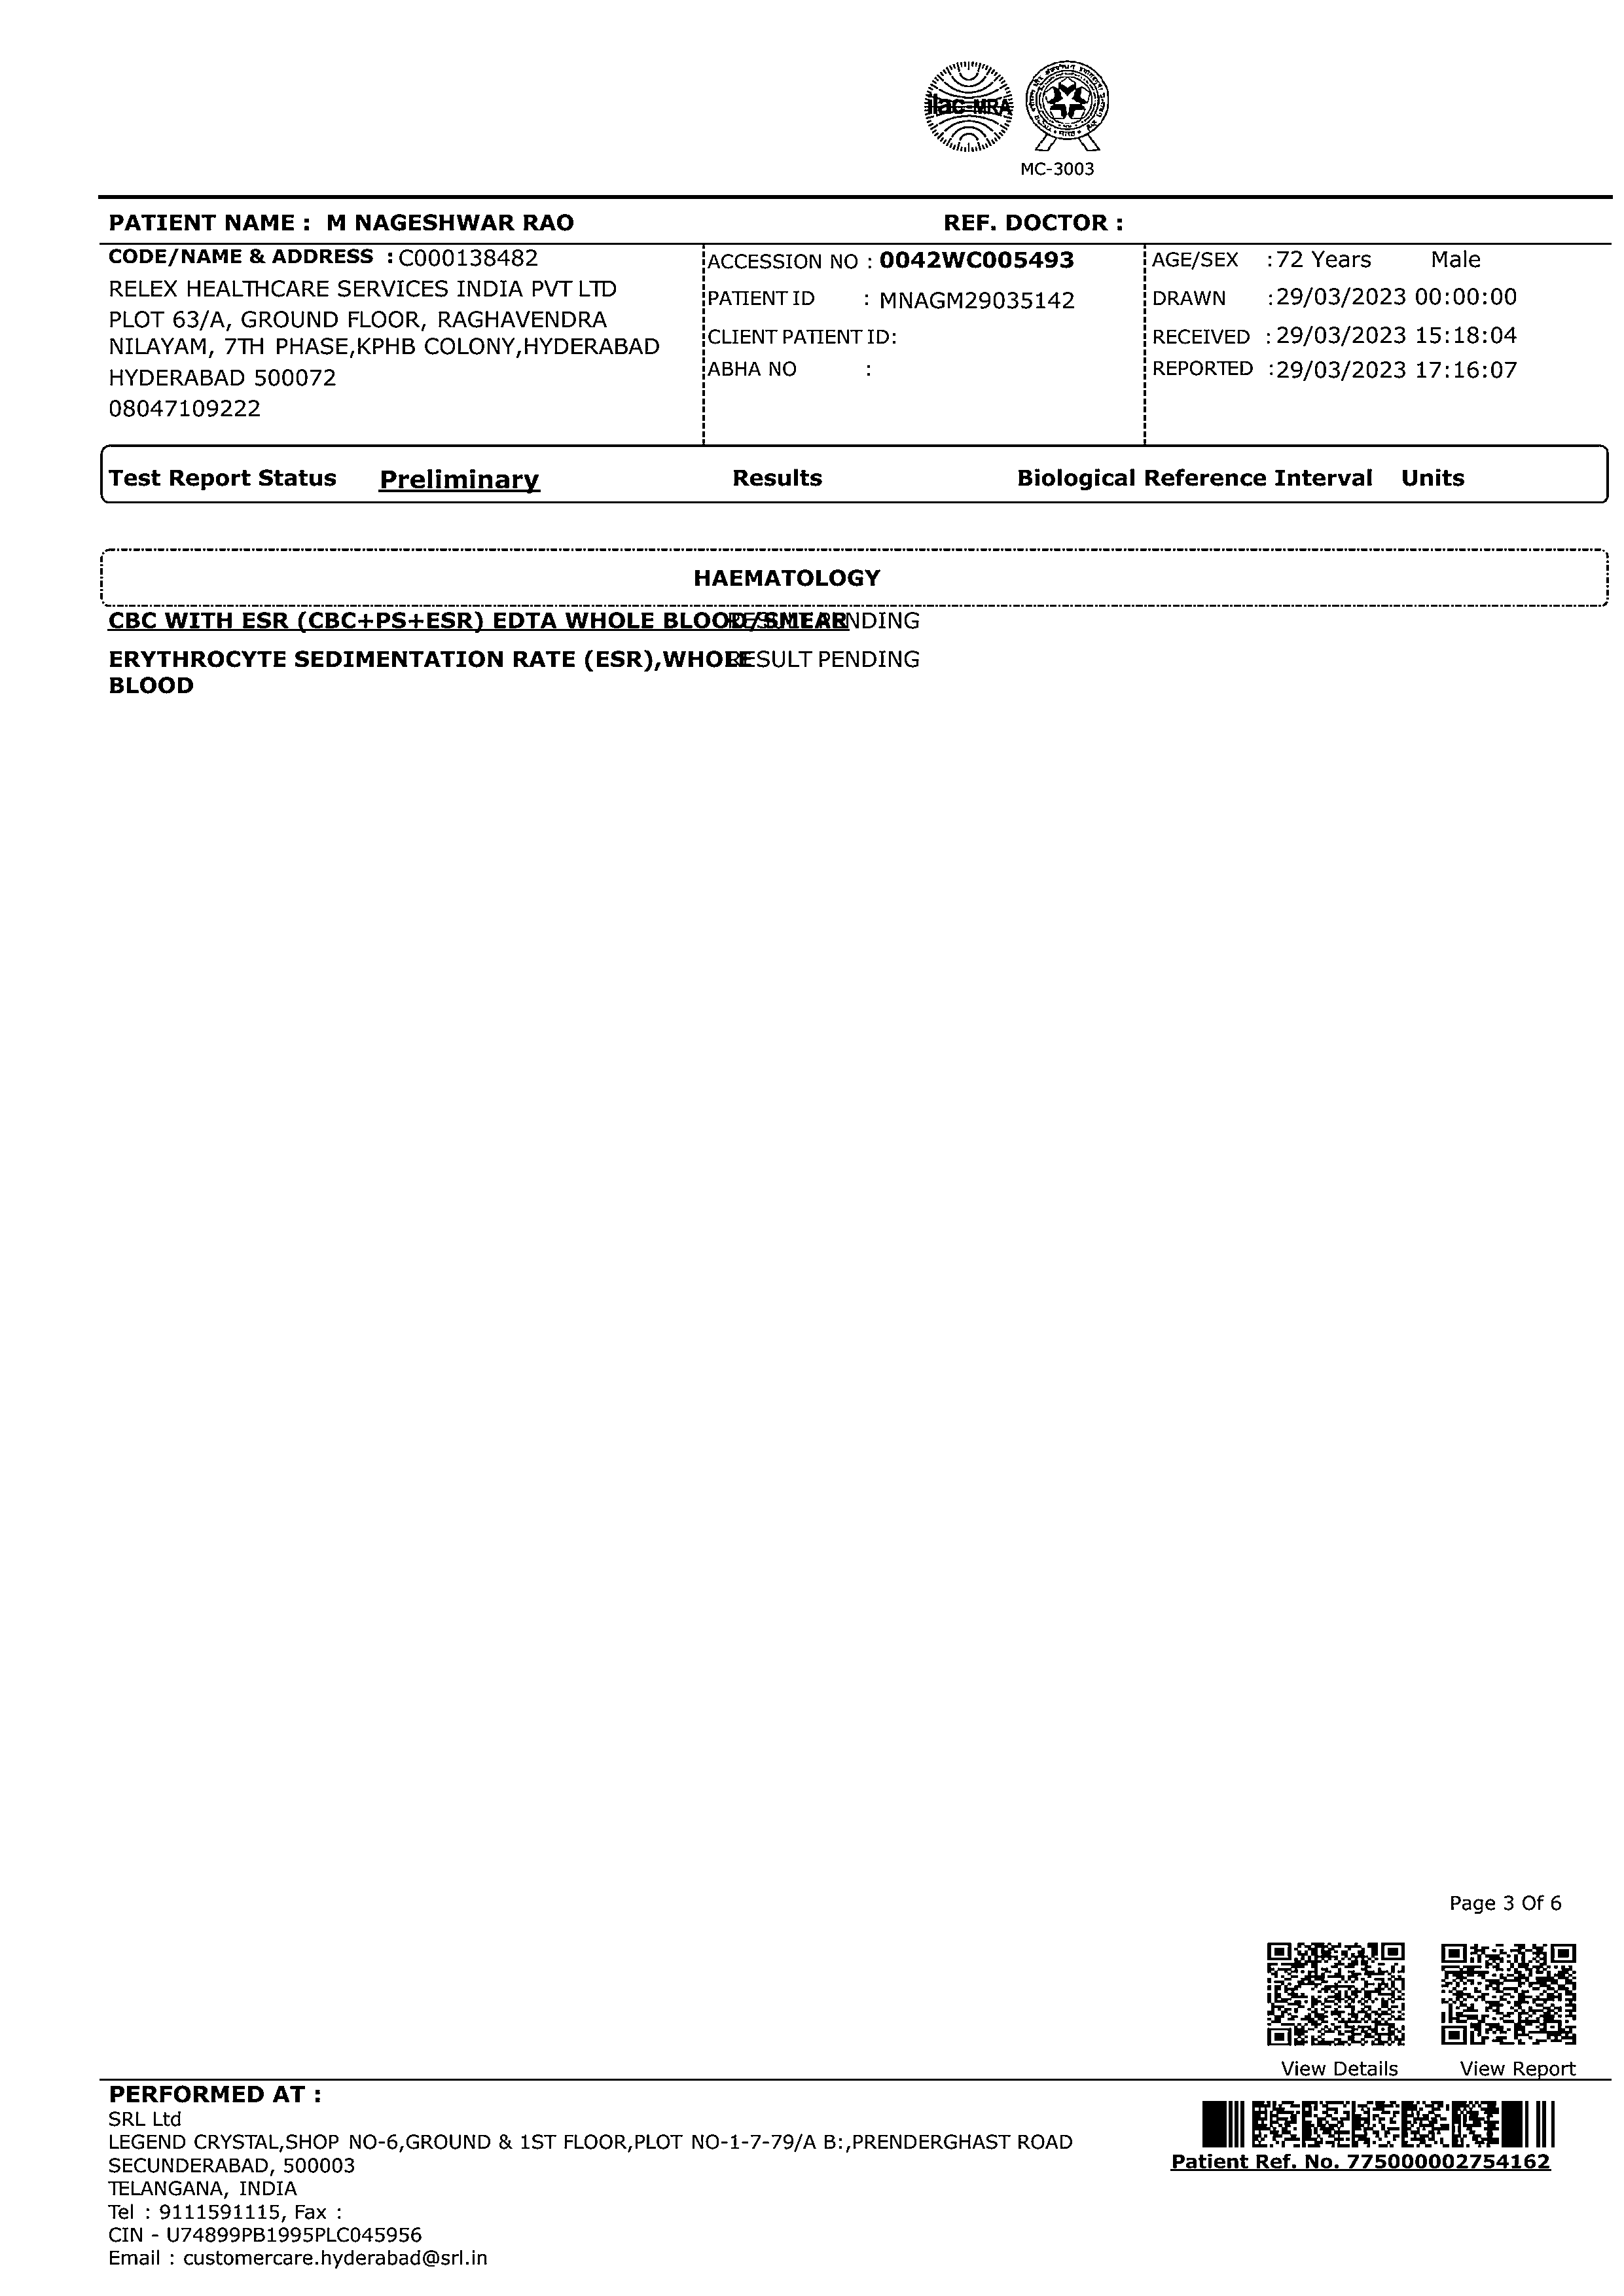 ilac-MRA
MC-3003
PATIENT NAME : M NAGESHWAR RAO REF. DOCTOR :
CODE/NAME & ADDRESS : C000138482
RELEX HEALTHCARE SERVICES INDIA PVT LTD
PLOT 63/A, GROUND FLOOR, RAGHAVENDRA
NILAYAM, 7TH PHASE,KPHB COLONY,HYDERABAD
HYDERABAD 500072
08047109222
ACCESSION NO : 0042WC005493
PATIENT ID : MNAGM29035142
CLIENT PATIENT ID:
ABHA NO :
AGE/SEX :72 Years Male
DRAWN :29/03/2023 00:00:00
RECEIVED : 29/03/2023 15:18:04
REPORTED :29/03/2023 17:16:07
Test Report Status Preliminary Results Biological Reference Interval Units
HAEMATOLOGY
CBC WITH ESR (CBC+PS+ESR) EDTA WHOLE BLOOD/SMEAR RESULT PENDING
ERYTHROCYTE SEDIMENTATION RATE (ESR),WHOLE RESULT PENDING
BLOOD
Page 3 Of 6
View Details View Report
PERFORMED AT :
SRL Ltd
LEGEND CRYSTAL,SHOP NO-6,GROUND & 1ST FLOOR,PLOT NO-1-7-79/A B:,PRENDERGHAST ROAD
SECUNDERABAD, 500003
TELANGANA, INDIA
Tel : 9111591115, Fax :
CIN - U74899PB1995PLC045956
Email : customercare.hyderabad@srl.in
Patient Ref. No. 775000002754162